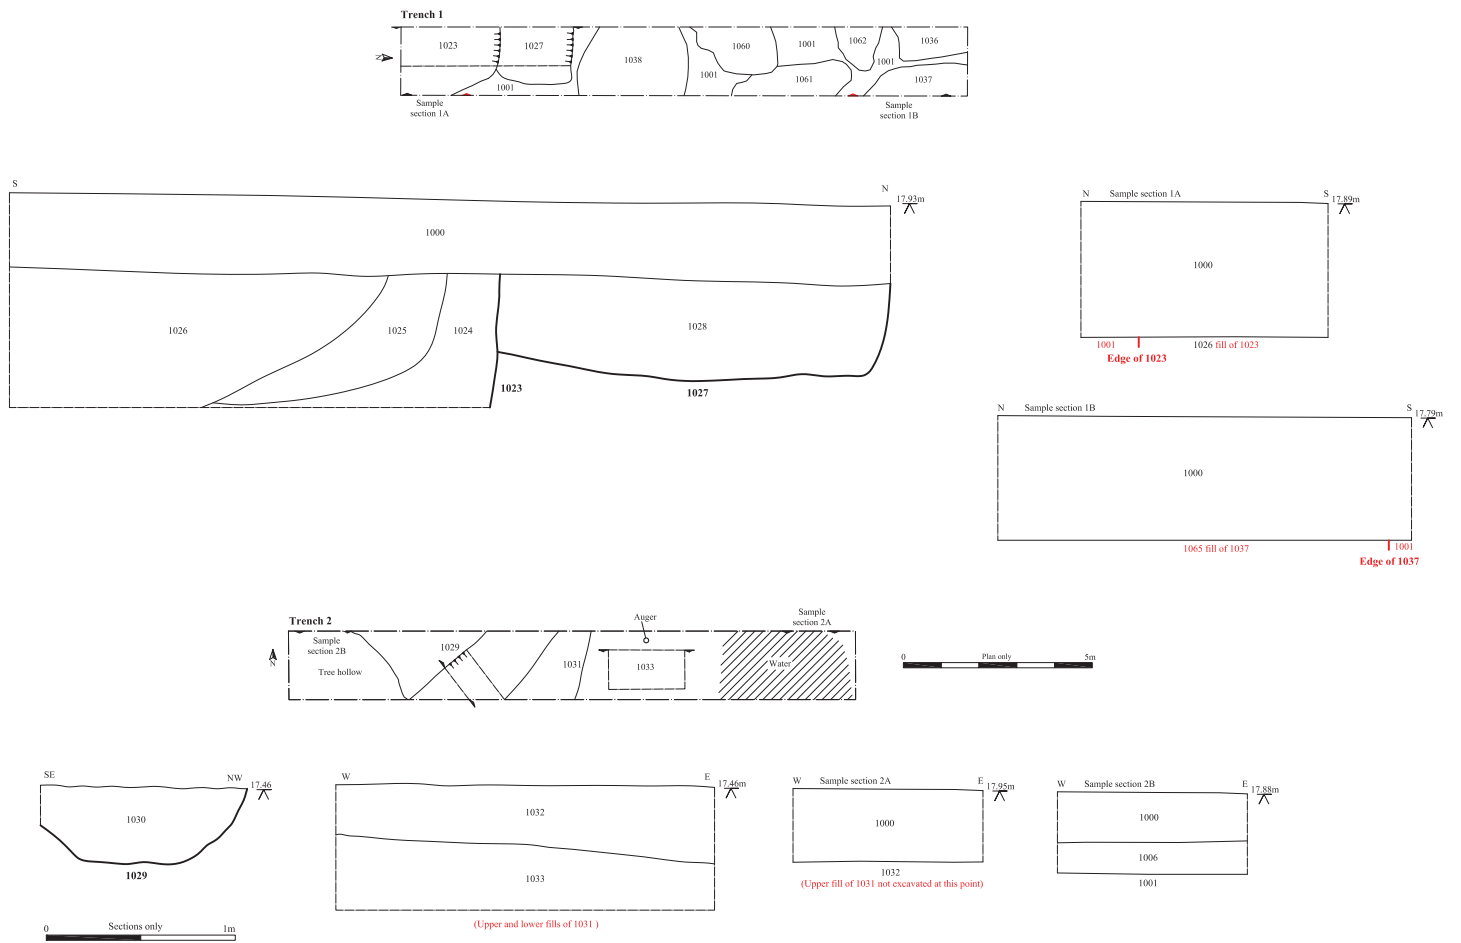 Trench 1
1023
1027
1038
1060
1001
1062
1036
1001
1001
1061
1037
1001
N
Sample
section 1A
Sample
section 1B
S
N
17.93m
1000
1026
1025
1024
1028
1023
1027
N
Sample section 1A
S
17.89m
1000
1001
1026 fill of 1023
Edge of 1023
N
Sample section 1B
S
17.79m
1000
1065 fill of 1037
1001
Edge of 1037
Trench 2
Auger
Sample
section 2A
Sample
section 2B
Tree hollow
1029
1031
1033
Water
N
0
Plan only
5m
SE
NW
17.46
1030
1029
W
E
17.46m
1032
1033
(Upper and lower fills of 1031 )
W
Sample section 2A
E
17.95m
1000
1032
(Upper fill of 1031 not excavated at this point)
W
Sample section 2B
E
17.88m
1000
1006
1001
0
Sections only
1m